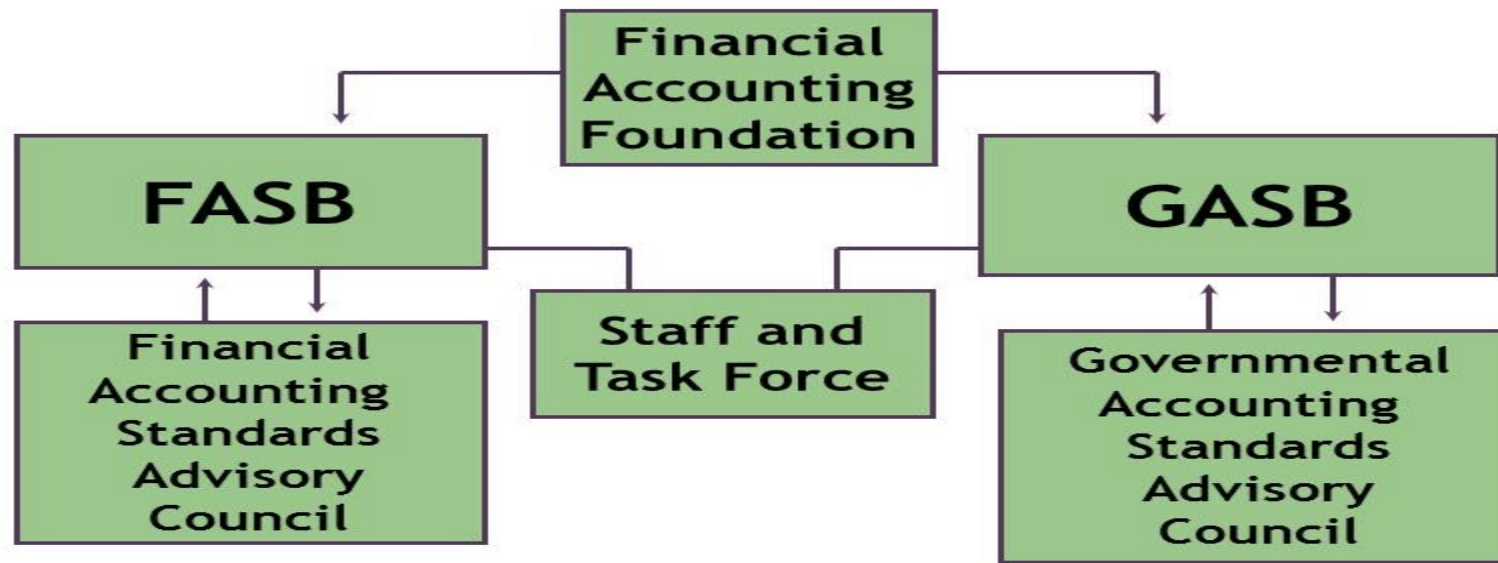 Financial
Accounting
Foundation
FASB
GASB
Staff and
Task Force
Financial
Accounting
Standards
Advisory
Council
Governmental
Accounting
Standards
Advisory
Council